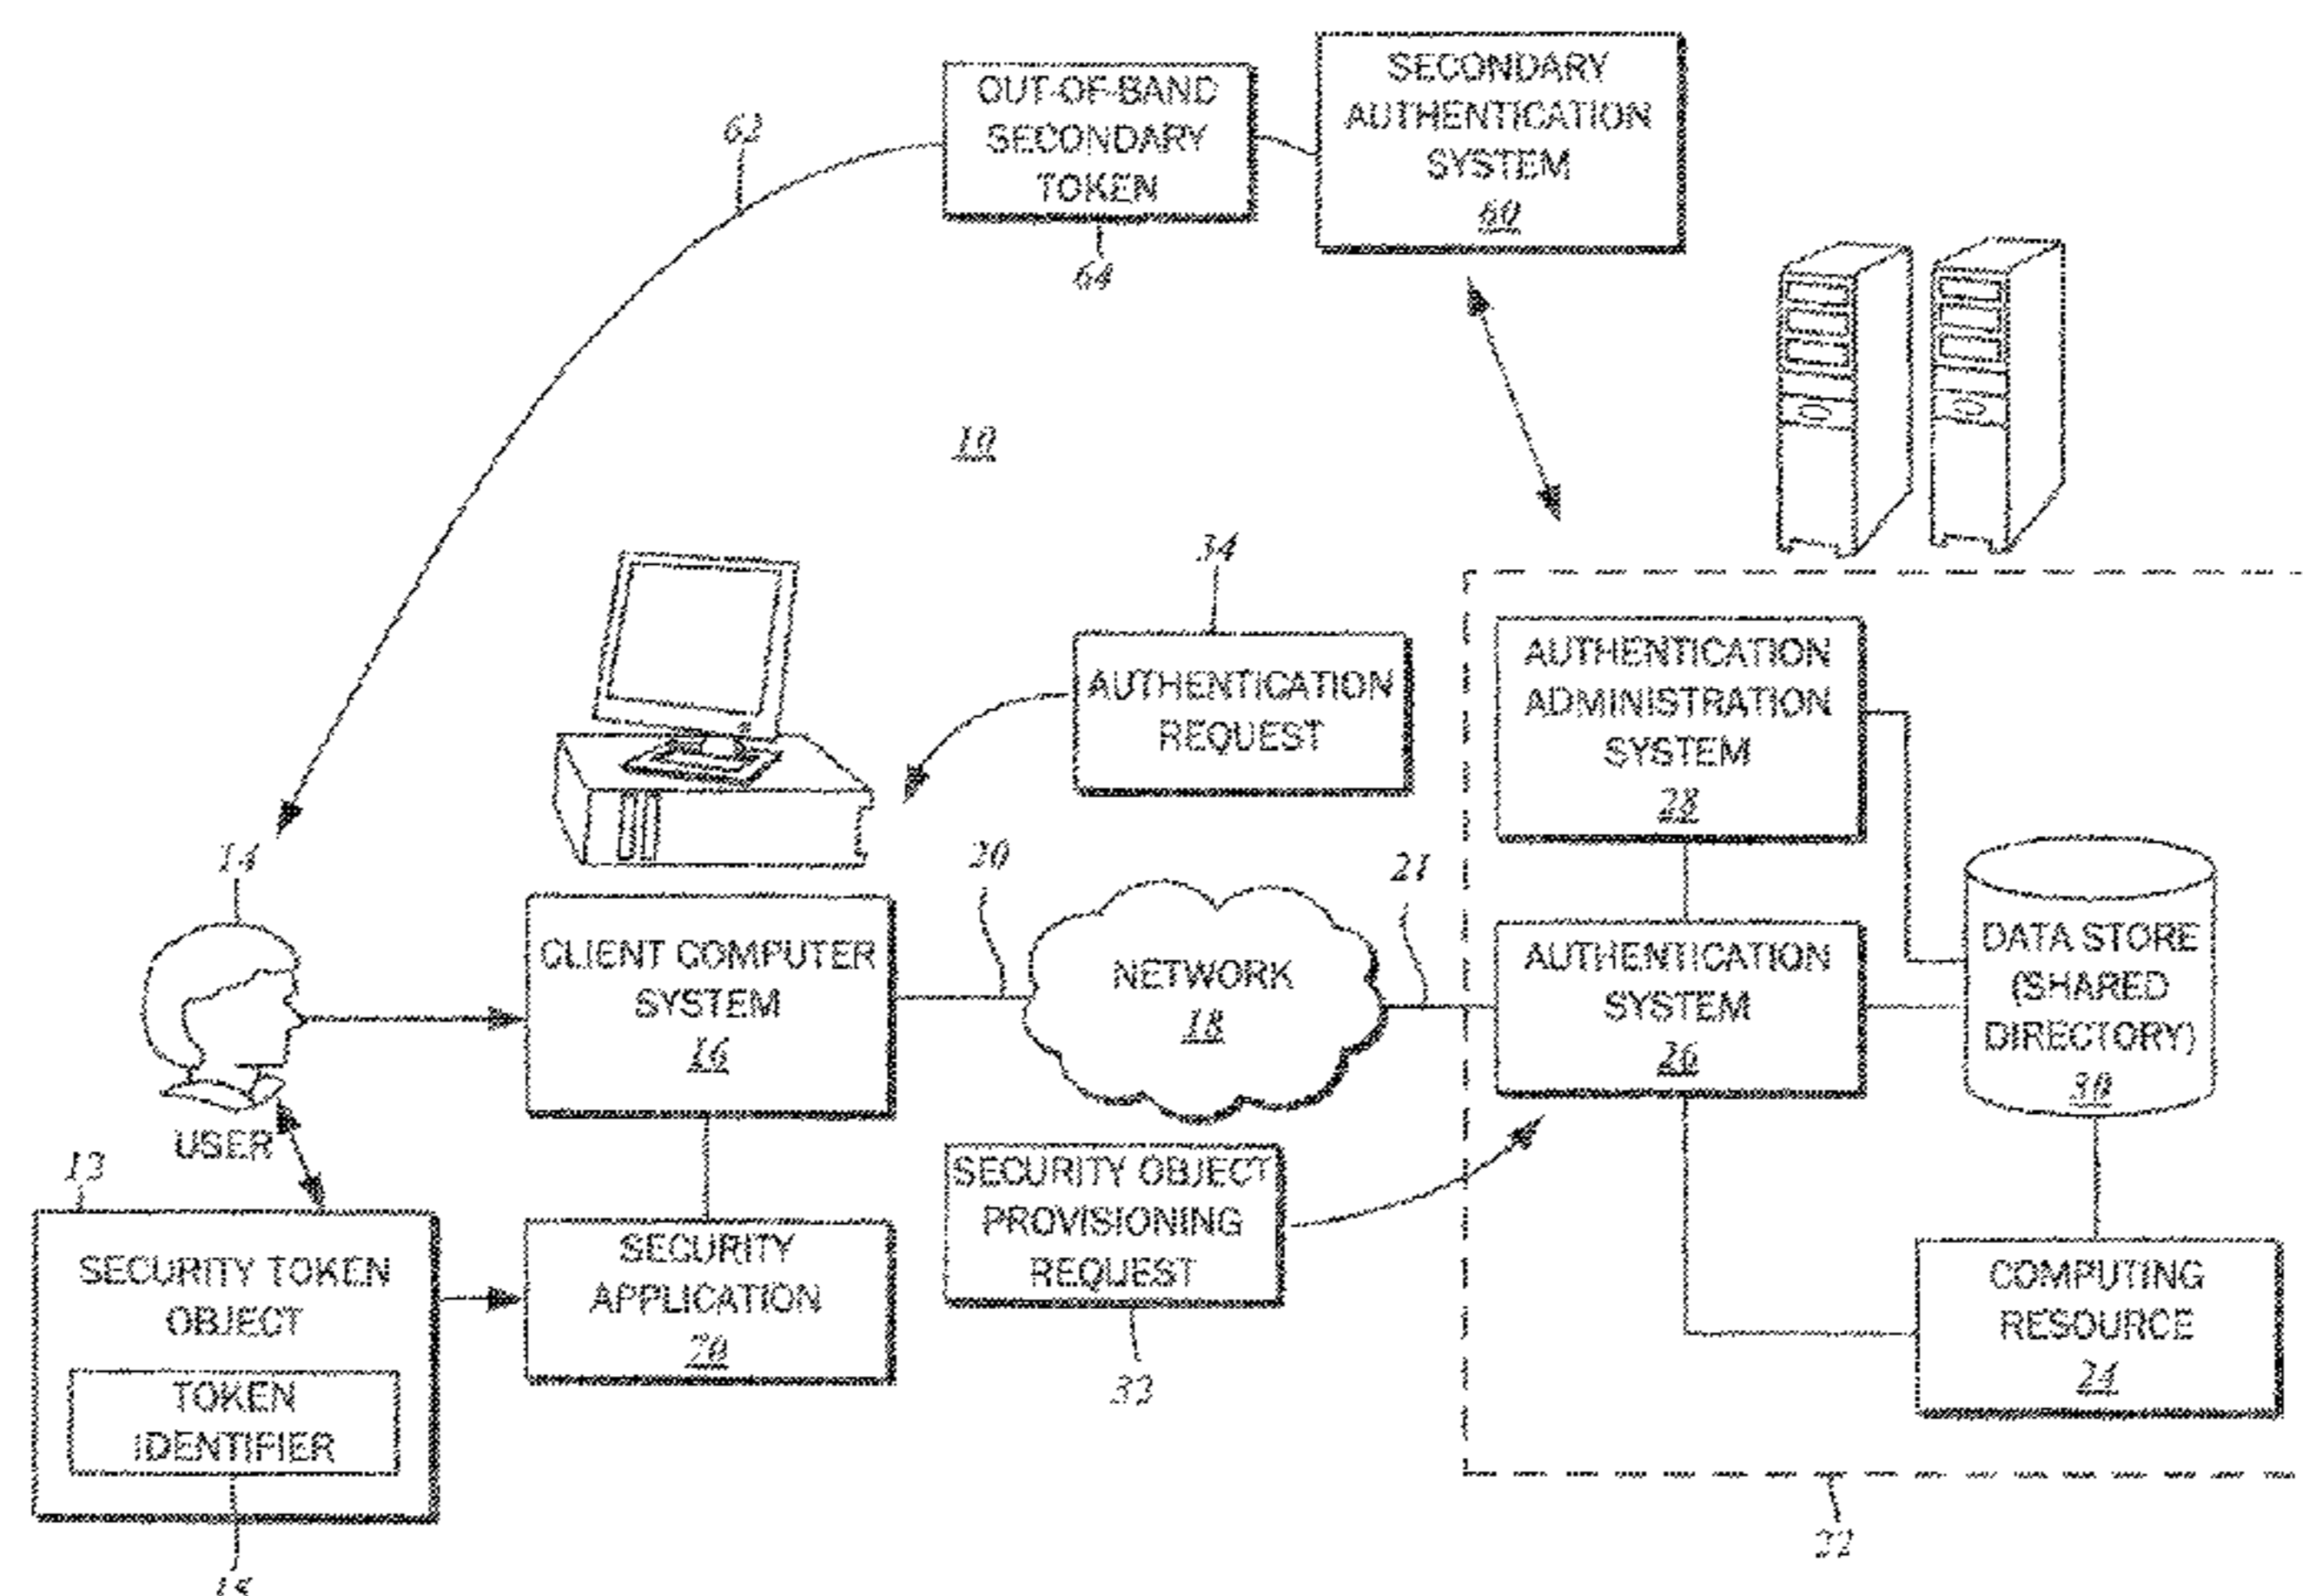 OUT-OF-BAND
SECONDARY
TOKEN
64
SECONDARY
AUTHENTICATION
SYSTEM
60
62
10
34
AUTHENTICATION
REQUEST
AUTHENTICATION
ADMINISTRATION
SYSTEM
28
14
USER
CLIENT COMPUTER
SYSTEM
16
20
NETWORK
18
21
AUTHENTICATION
SYSTEM
26
DATA STORE
(SHARED
DIRECTORY)
30
13
SECURITY TOKEN
OBJECT
TOKEN
IDENTIFIER
15
SECURITY
APPLICATION
20
SECURITY OBJECT
PROVISIONING
REQUEST
32
COMPUTING
RESOURCE
24
22